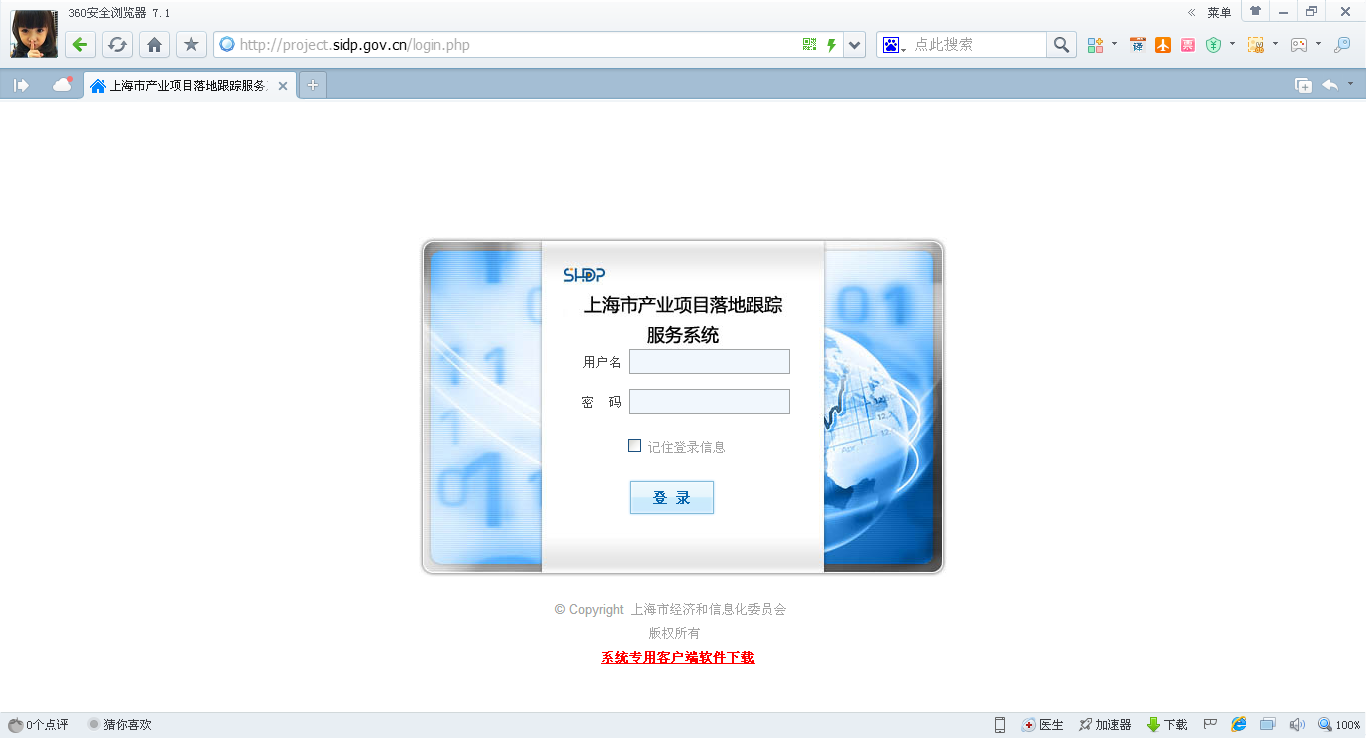 360安全浏览器 7.1
菜单
http://project.sidp.gov.cn/login.php
点此搜索
译
票
上海市产业项目落地跟踪服务
SHDP
上海市产业项目落地跟踪
服务系统
用户名
密 码
记住登录信息
登 录
© Copyright 上海市经济和信息化委员会
版权所有
系统专用客户端软件下载
0个点评 猜你喜欢
医生 加速器 下载 100%